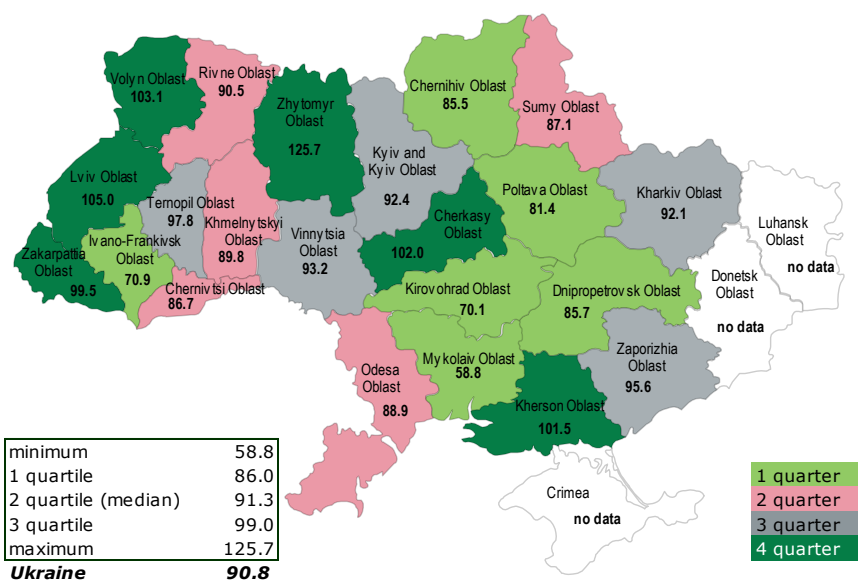 Volyn Oblast
103.1
Rivne Oblast
90.5
Zhytomyr
Oblast
125.7
Chernihiv Oblast
85.5
Sumy Oblast
87.1
Kyiv and
Kyiv Oblast
92.4
Lviv Oblast
105.0
Ternopil Oblast
97.8
Khmelnytskyi
Oblast
89.8
Poltava Oblast
81.4
Kharkiv Oblast
92.1
Luhansk
Oblast
no data
Zakarpattia
Oblast
99.5
Ivano-Frankivsk
Oblast
70.9
Vinnytsia
Oblast
93.2
Cherkasy
Oblast
102.0
Donetsk
Oblast
no data
Chernivtsi Oblast
86.7
Kirovohrad Oblast
70.1
Dnipropetrovsk Oblast
85.7
Odesa
Oblast
88.9
Mykolaiv Oblast
58.8
Zaporizhia
Oblast
95.6
Kherson Oblast
101.5
Crimea
no data
minimum 58.8
1 quartile 86.0
2 quartile (median) 91.3
3 quartile 99.0
maximum 125.7
Ukraine 90.8
1 quarter
2 quarter
3 quarter
4 quarter